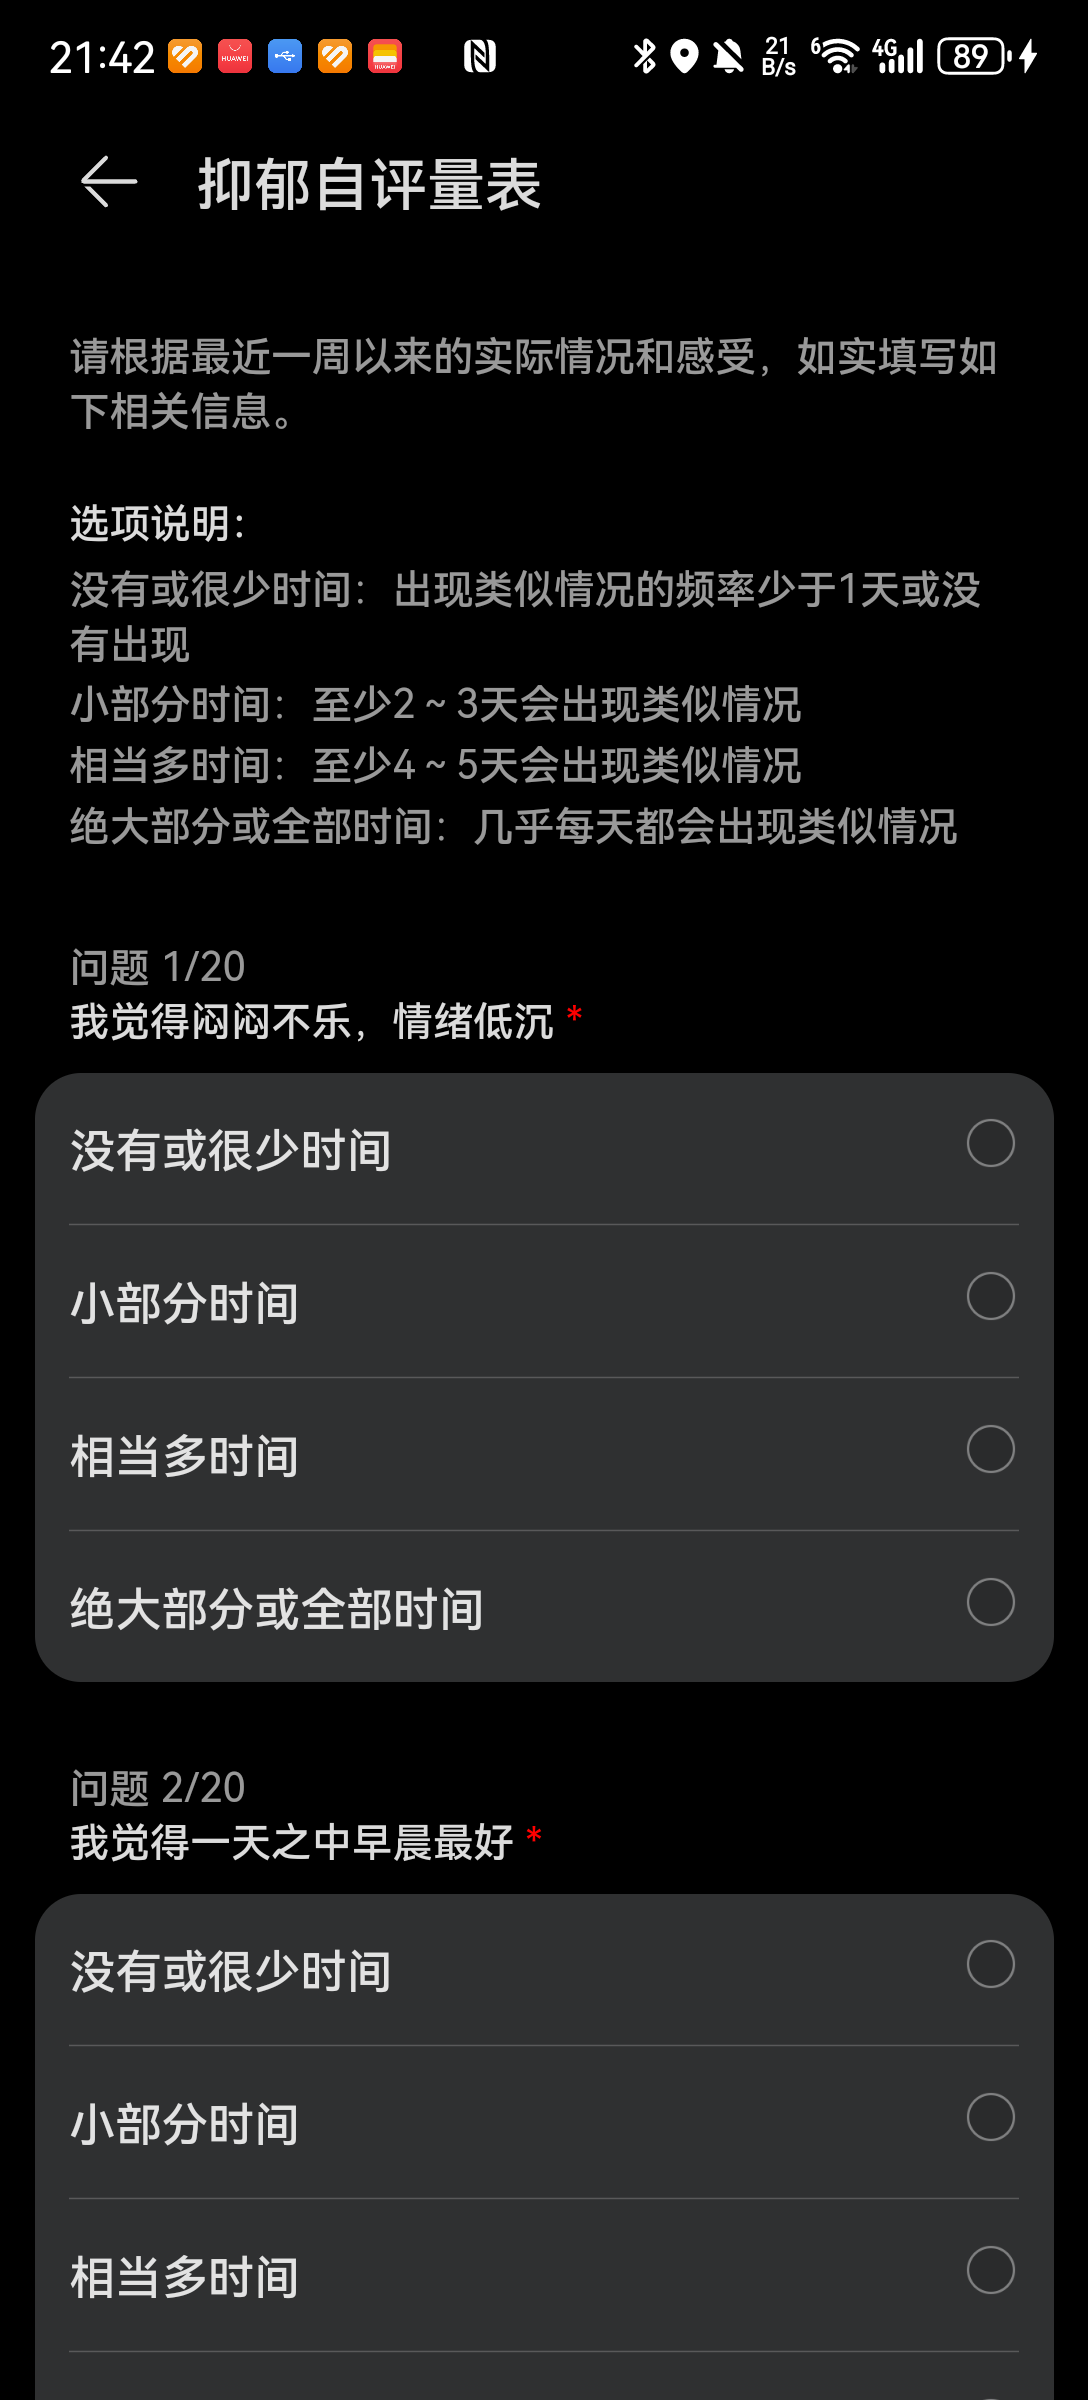 21:42
HUAWEI
HUAWEI
21 B/s
6
4G
89
抑郁自评量表
请根据最近一周以来的实际情况和感受，如实填写如
下相关信息。
选项说明：
没有或很少时间：出现类似情况的频率少于1天或没
有出现
小部分时间：至少2 ~ 3天会出现类似情况
相当多时间：至少4 ~ 5天会出现类似情况
绝大部分或全部时间：几乎每天都会出现类似情况
问题 1/20
我觉得闷闷不乐，情绪低沉 *
没有或很少时间
小部分时间
相当多时间
绝大部分或全部时间
问题 2/20
我觉得一天之中早晨最好 *
没有或很少时间
小部分时间
相当多时间